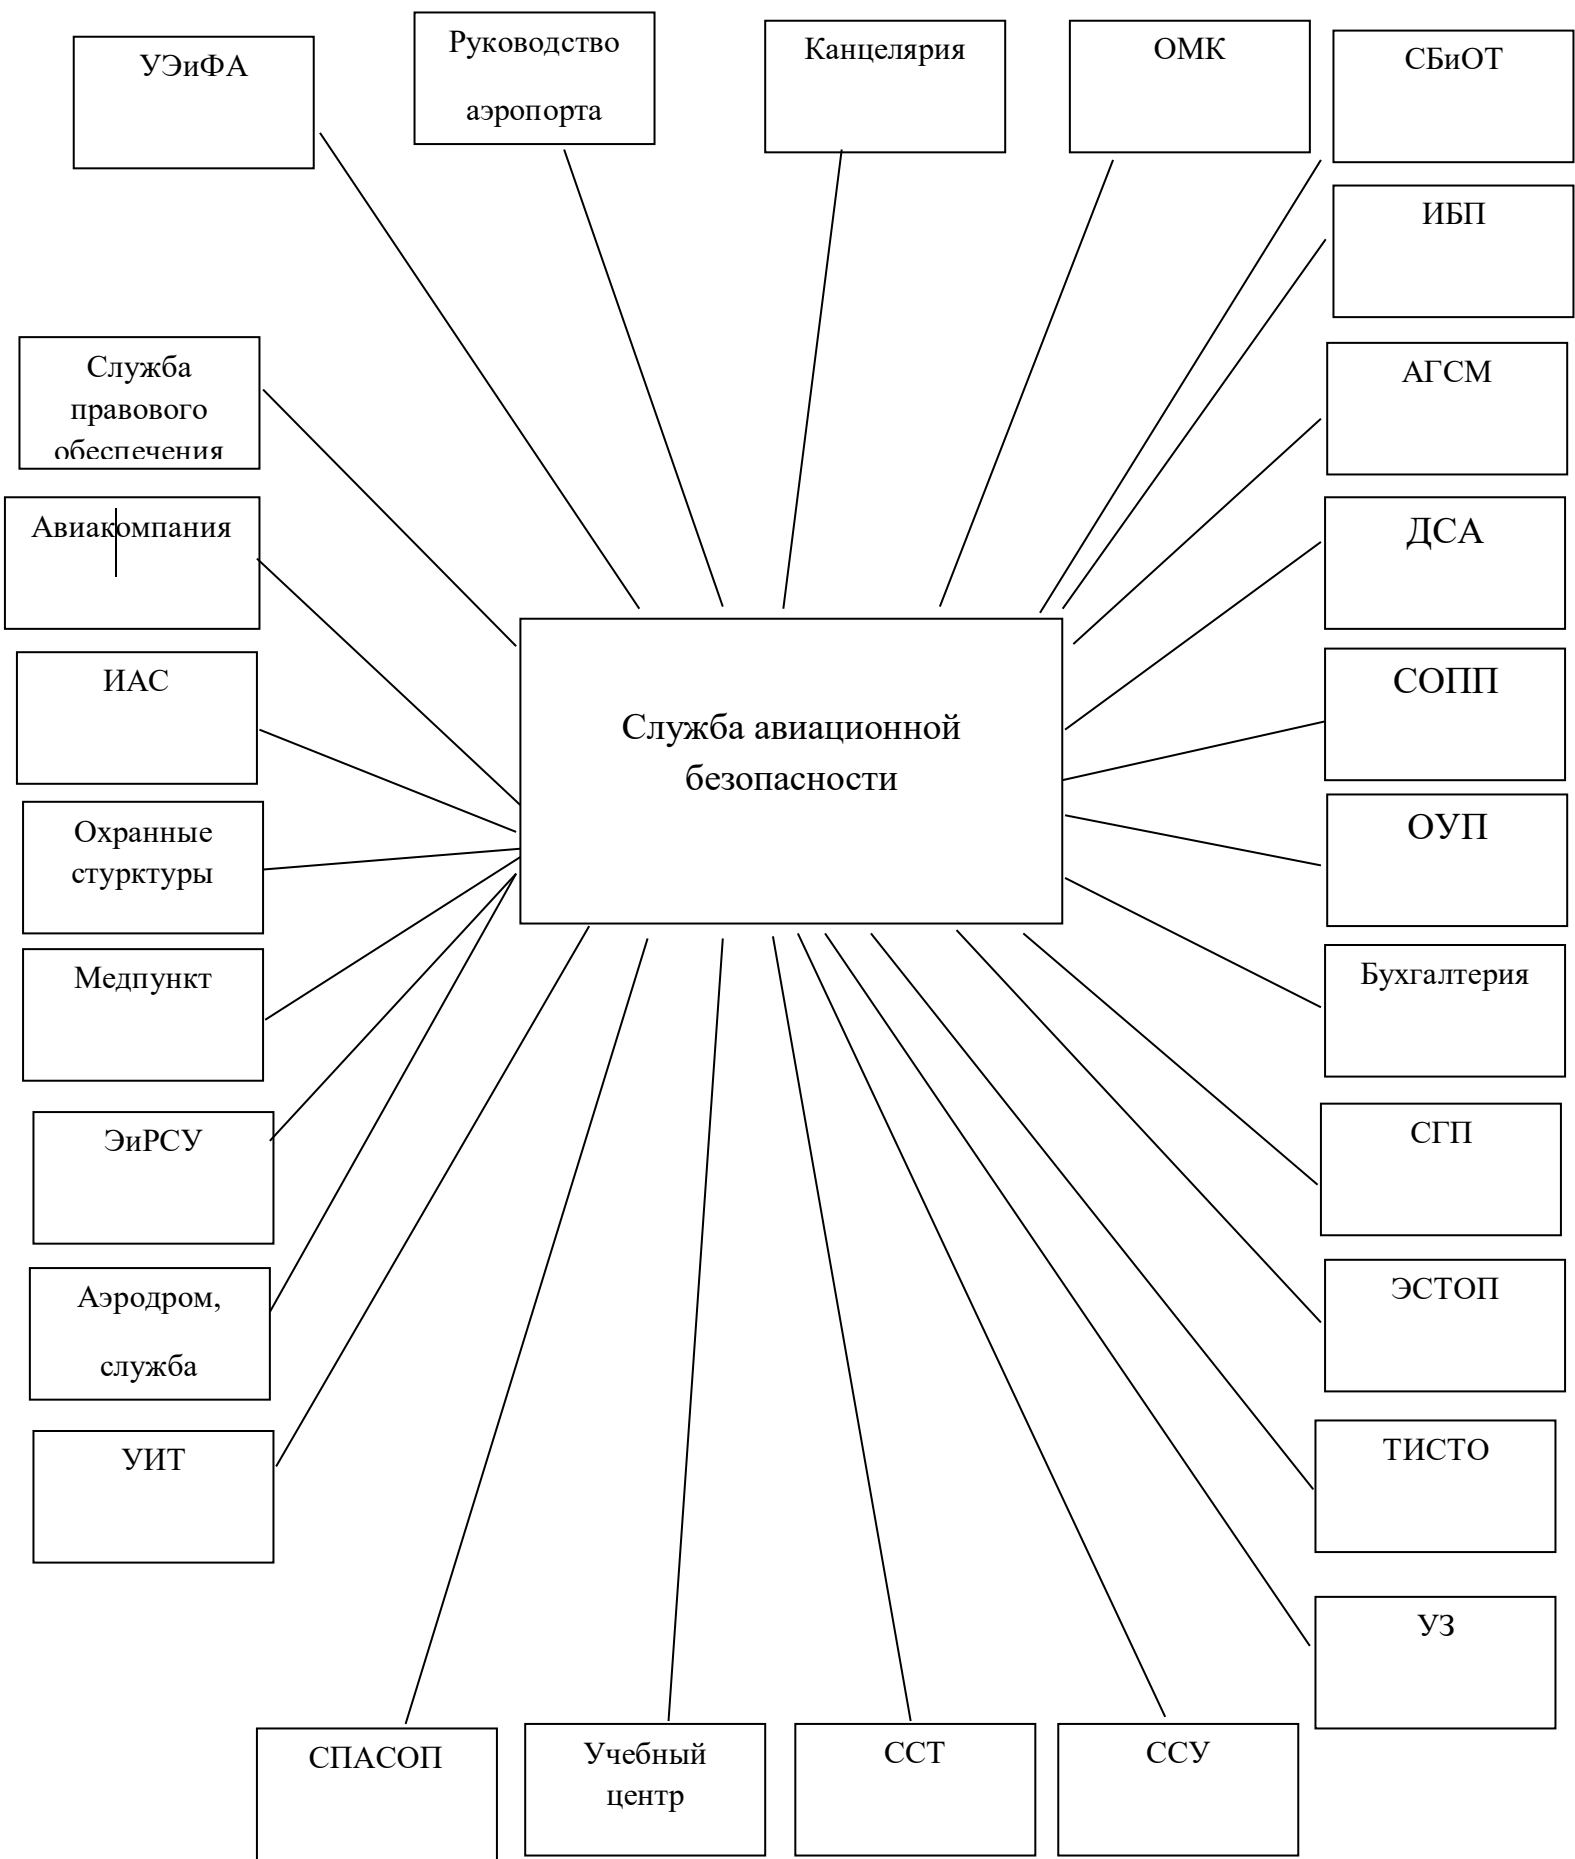 УЭиФА
Руководство
аэропорта
Канцелярия
ОМК
СБиОТ
ИБП
Служба
правового
обеспечения
АГСМ
Авиакомпания
ДСА
ИАС
СОПП
Служба авиационной
безопасности
Охранные
стурктуры
ОУП
Медпункт
Бухгалтерия
ЭиРСУ
СГП
Аэродром,
служба
ЭСТОП
УИТ
ТИСТО
УЗ
СПАСОП
Учебный
центр
ССТ
ССУ